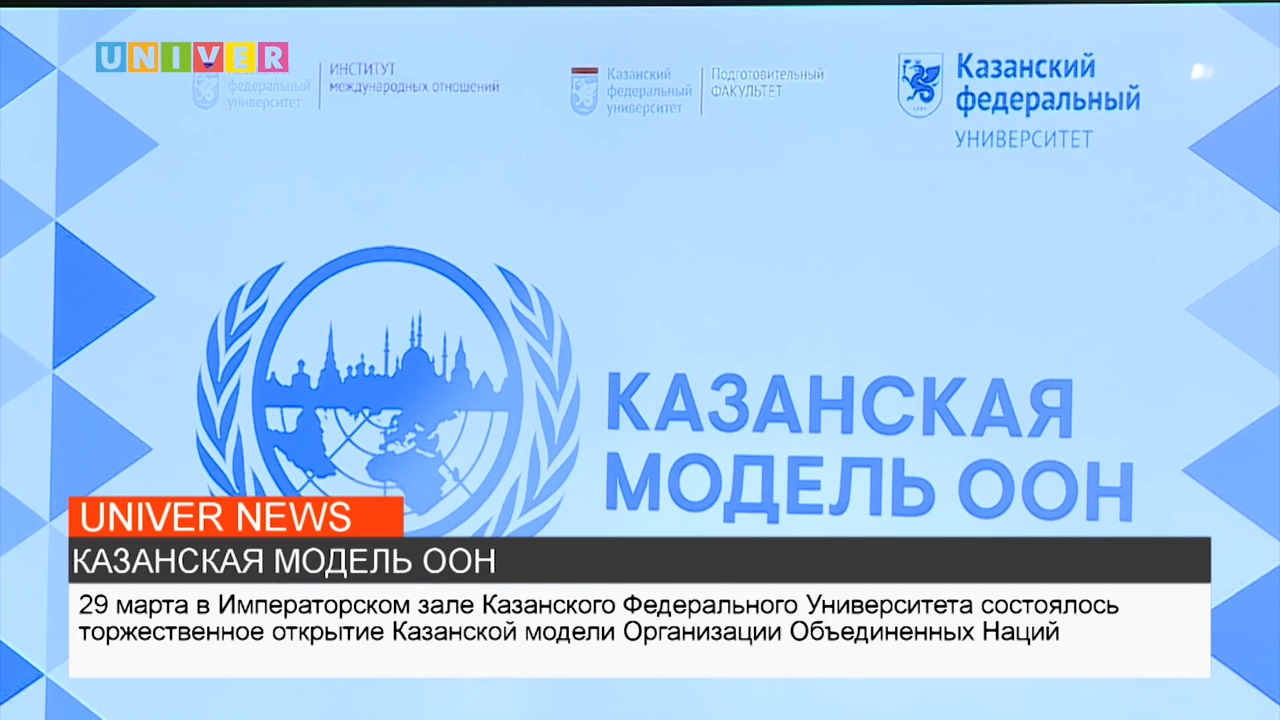 UNIVER
Казанский
федеральный
университет
ИНСТИТУТ
международных отношений
Казанский
федеральный
университет
Подготовительный
ФАКУЛЬТЕТ
Казанский
федеральный
УНИВЕРСИТЕТ
КАЗАНСКАЯ
МОДЕЛЬ ООН
UNIVER NEWS
КАЗАНСКАЯ МОДЕЛЬ ООН
29 марта в Императорском зале Казанского Федерального Университета состоялось
торжественное открытие Казанской модели Организации Объединенных Наций